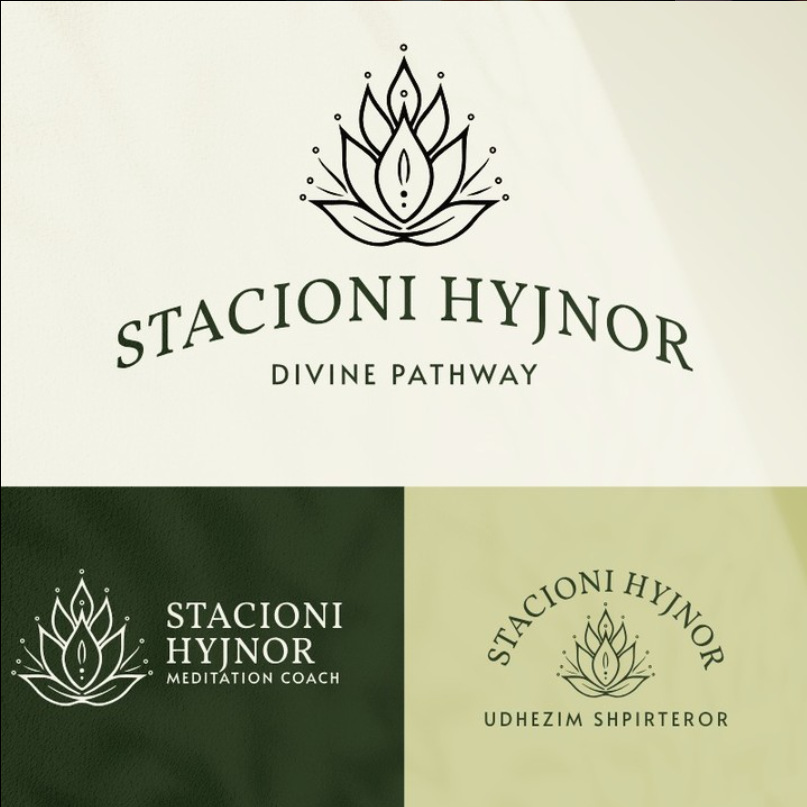 STACIONI HYJNOR
DIVINE PATHWAY
STACIONI
HYJNOR
MEDITATION COACH
STACIONI HYJNOR
UDHEZIM SHPIRTEROR